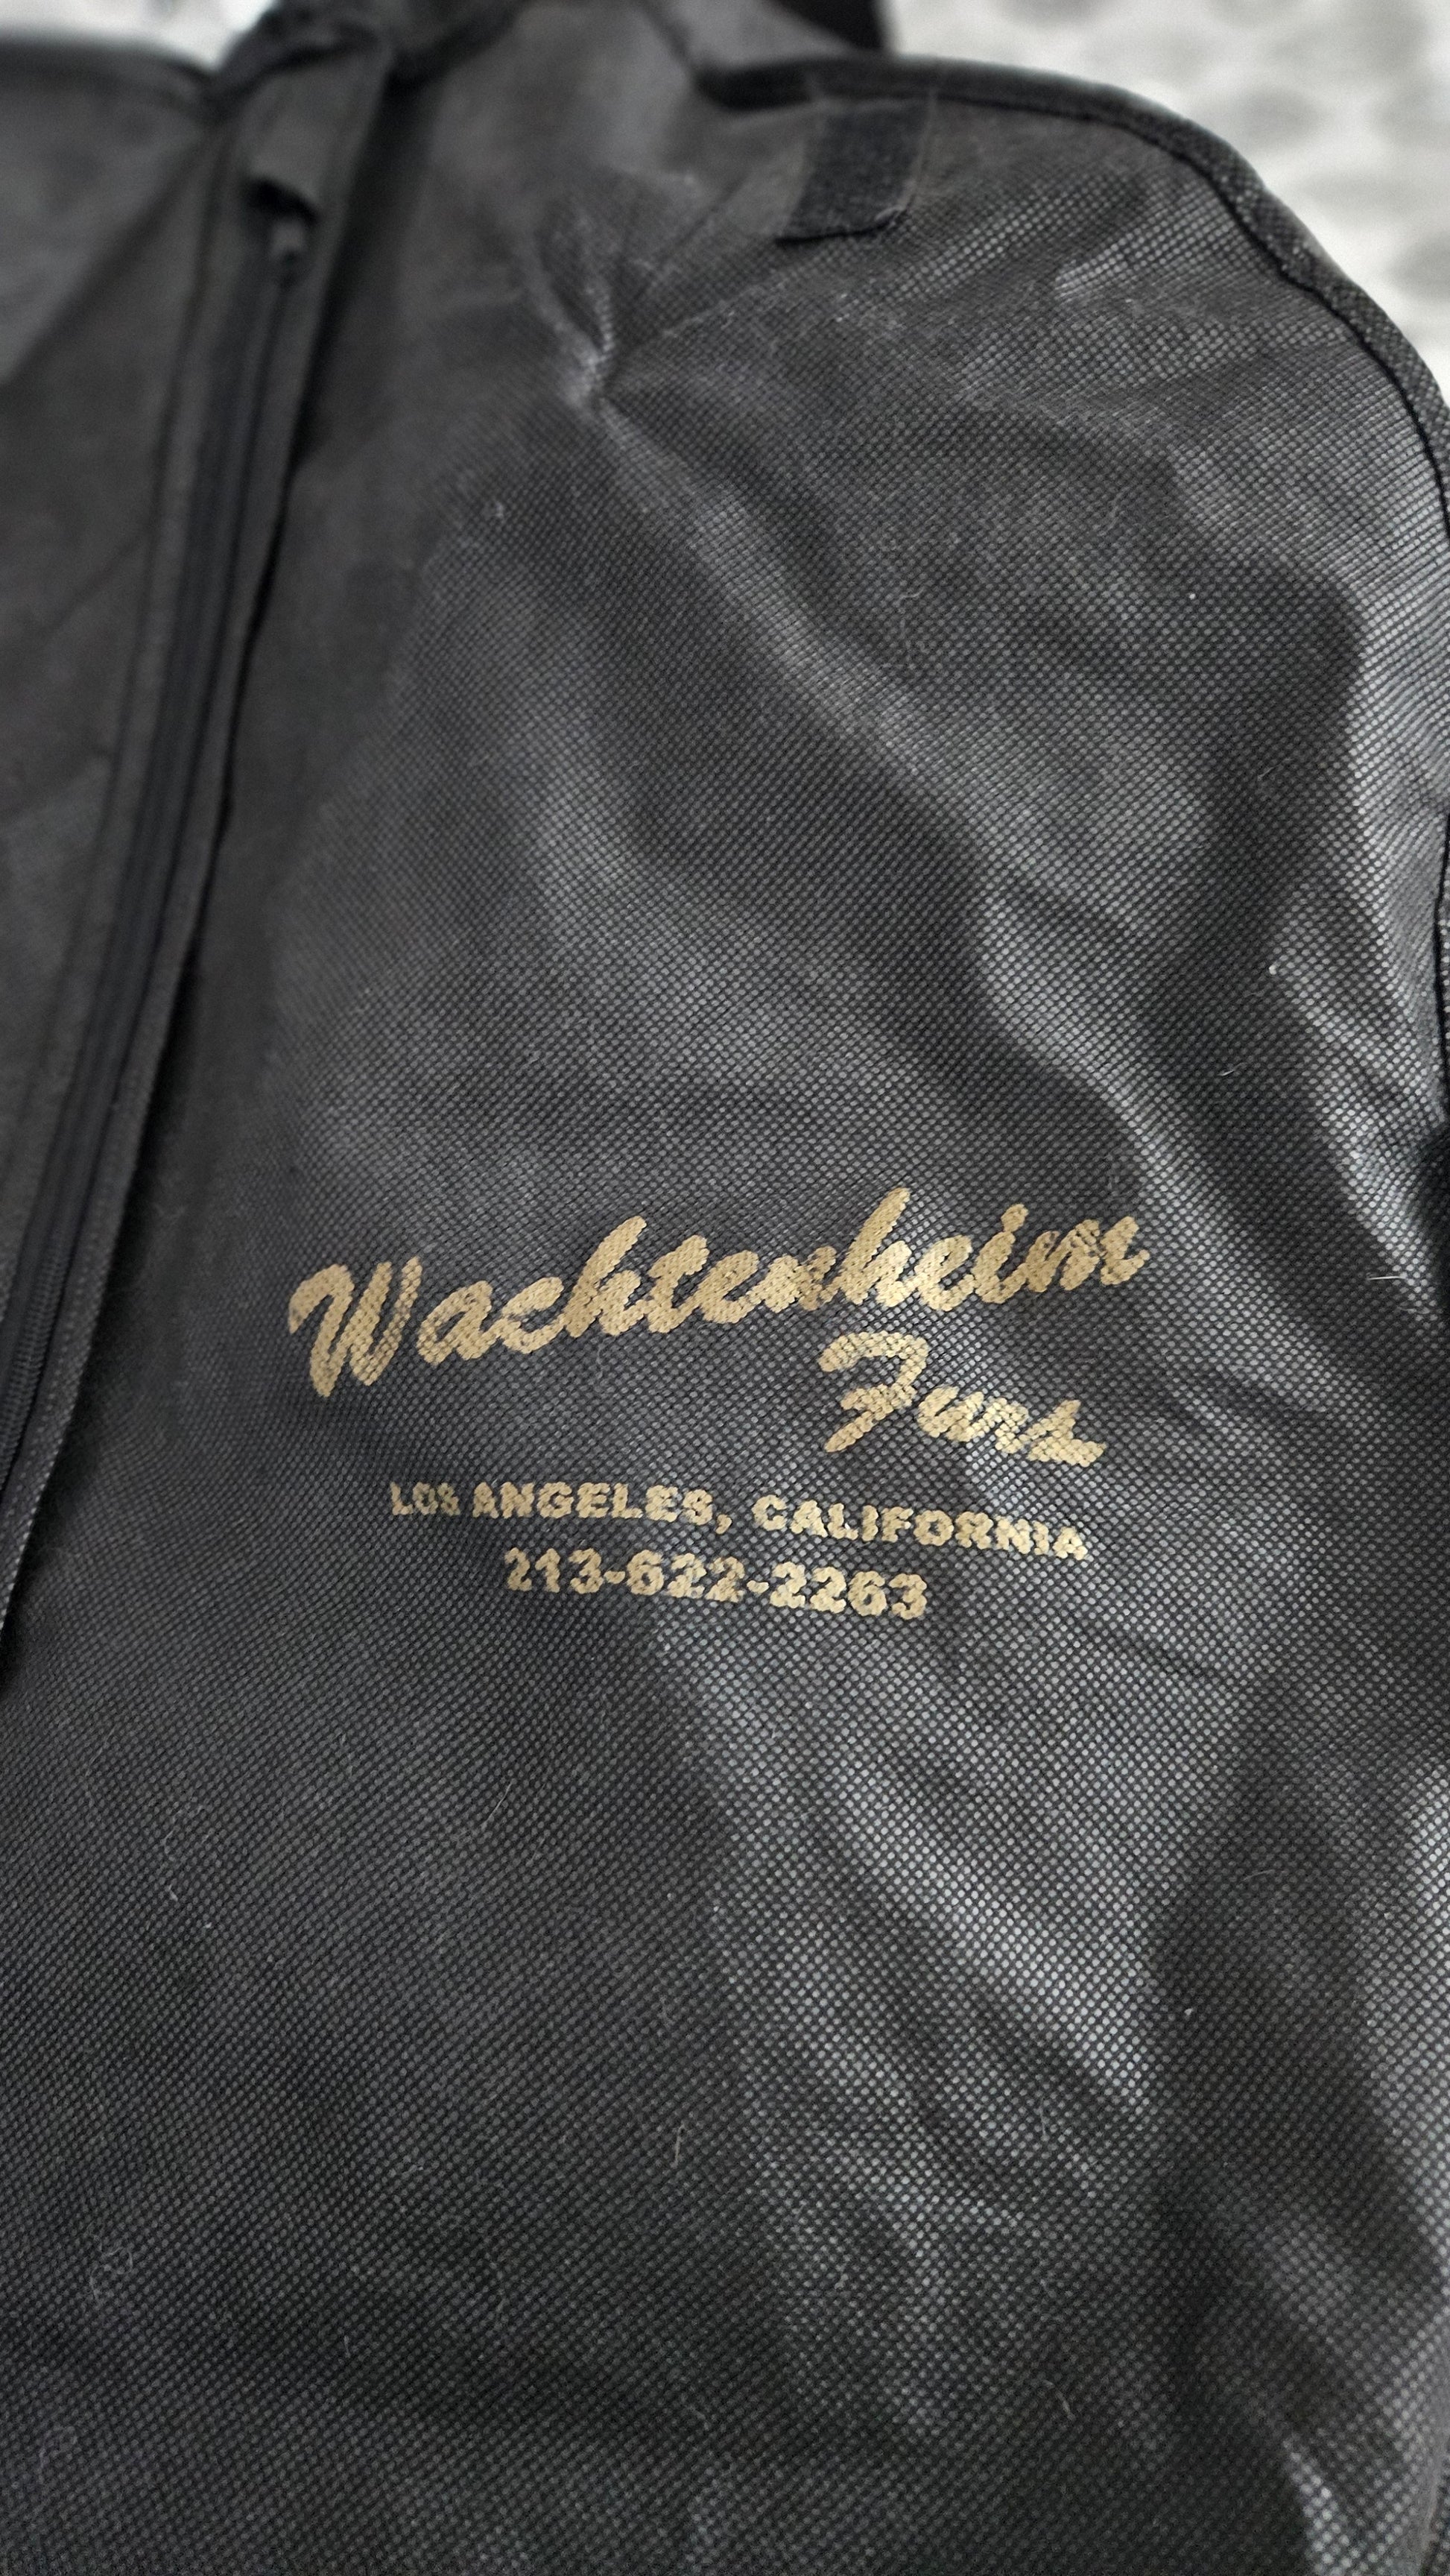 Wachtenheim
Furs
LOS ANGELES, CALIFORNIA
213-622-2263